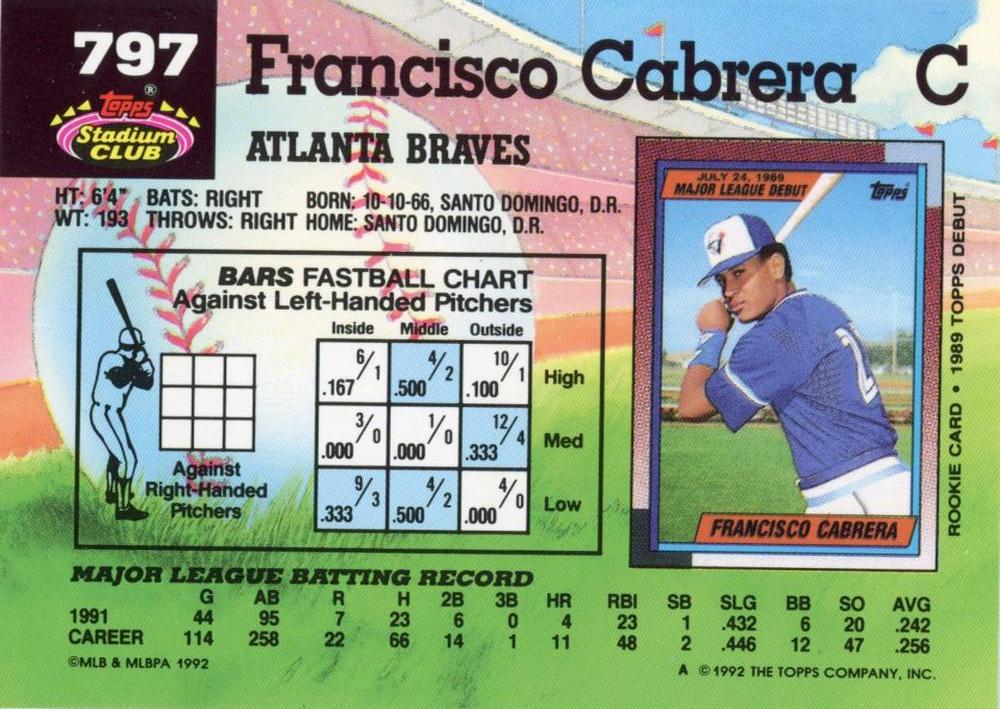 797
Francisco Cabrera C
Topps ®
Stadium
CLUB
ATLANTA BRAVES
HT: 6'4" BATS: RIGHT BORN: 10-10-66, SANTO DOMINGO, D.R.
WT: 193 THROWS: RIGHT HOME: SANTO DOMINGO, D.R.
JULY 24, 1989
MAJOR LEAGUE DEBUT
Topps
FRANCISCO CABRERA
ROOKIE CARD • 1989 TOPPS DEBUT
BARS FASTBALL CHART
Against Left-Handed Pitchers
Inside Middle Outside
6/1 .167 4/2 .500 10/1 .100 High
3/0 .000 1/0 .000 12/4 .333 Med
9/3 .333 4/2 .500 4/0 .000 Low
Against
Right-Handed
Pitchers
MAJOR LEAGUE BATTING RECORD
G AB R H 2B 3B HR RBI SB SLG BB SO AVG
1991 44 95 7 23 6 0 4 23 1 .432 6 20 .242
CAREER 114 258 22 66 14 1 11 48 2 .446 12 47 .256
©MLB & MLBPA 1992
A ©1992 THE TOPPS COMPANY, INC.